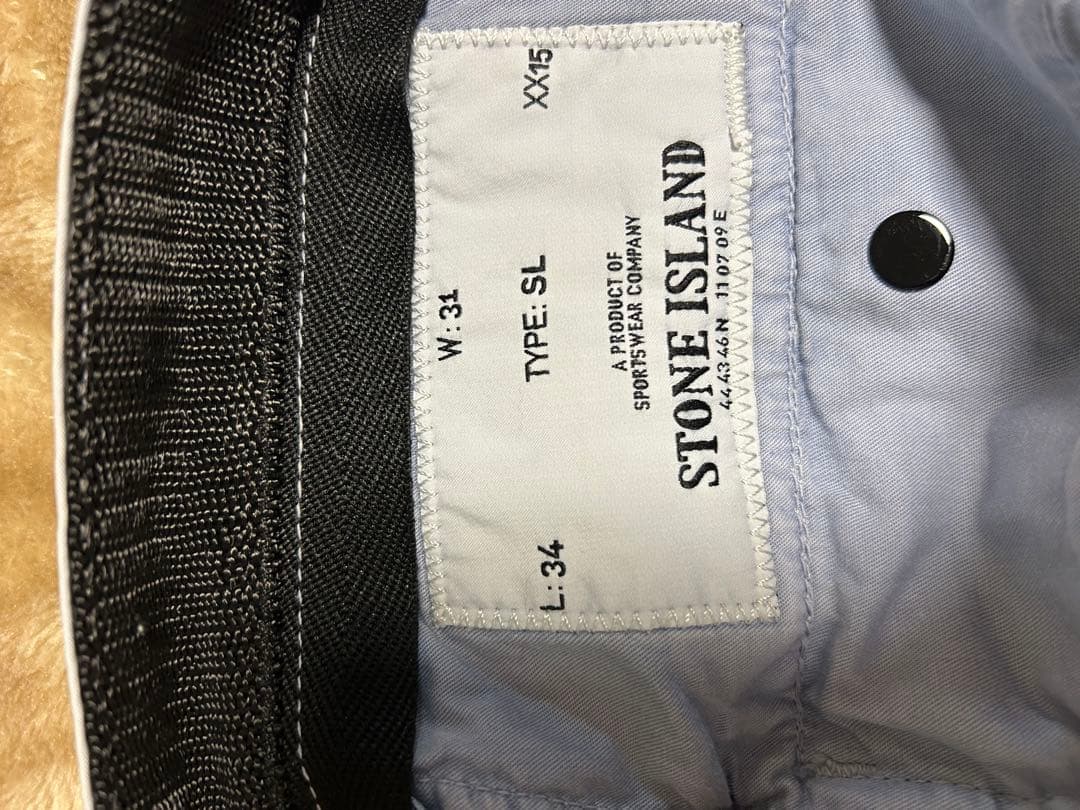 W: 31
L: 34 TYPE: SL XX15
A PRODUCT OF
SPORTSWEAR COMPANY
STONE ISLAND
44 43 46 N 11 07 09 E